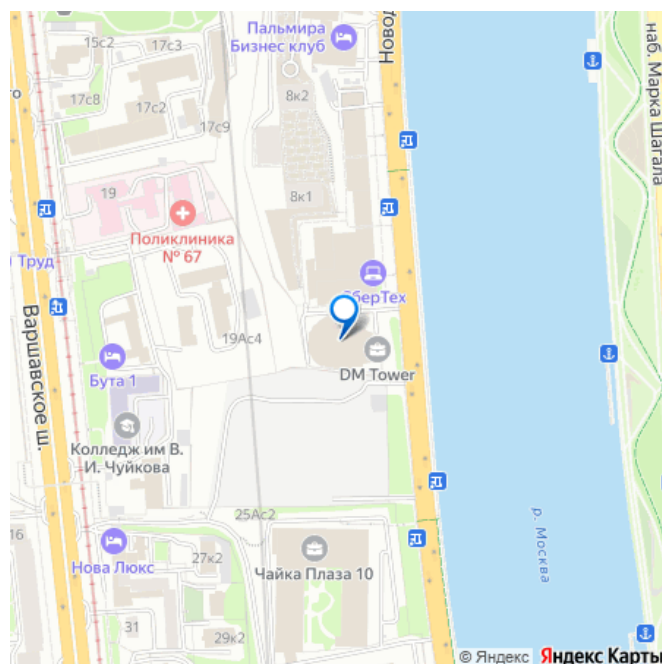 Пальмира
Бизнес клуб
Новод
наб. Марка Шагала
15с2
17с3
17с8
17с2
17с9
8к2
8к1
19
Поликлиника
№ 67
Труд
СберТех
19Ас4
DM Tower
Варшавское ш.
Бута 1
Колледж им В.
И. Чуйкова
25Ас2
16
Нова Люкс
27к2
Чайка Плаза 10
р. Москва
31
29к2
© Яндекс Яндекс Карты